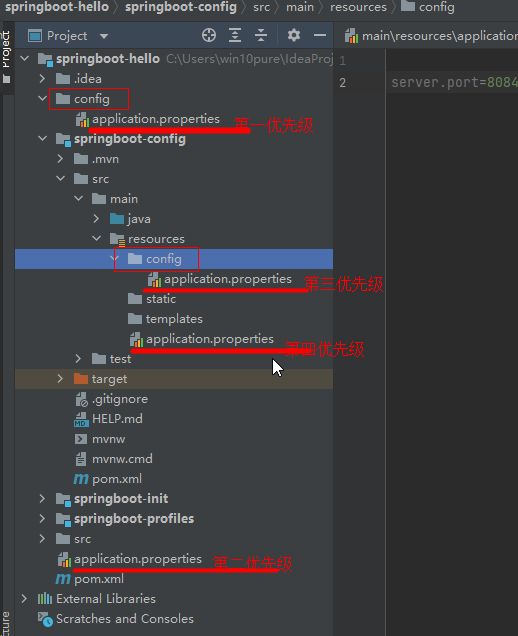 springboot-hello springboot-config src main resources config
Project
Project
main\resources\application
springboot-hello C:\Users\win10pure\IdeaProj
1
.idea
2
server.port=8084
config
application.properties 第一优先级
springboot-config
.mvn
src
main
java
resources
config
application.properties 第三优先级
static
templates
application.properties 第四优先级
test
target
.gitignore
HELP.md
mvnw
mvnw.cmd
pom.xml
springboot-init
springboot-profiles
src
application.properties 第二优先级
pom.xml
External Libraries
Scratches and Consoles